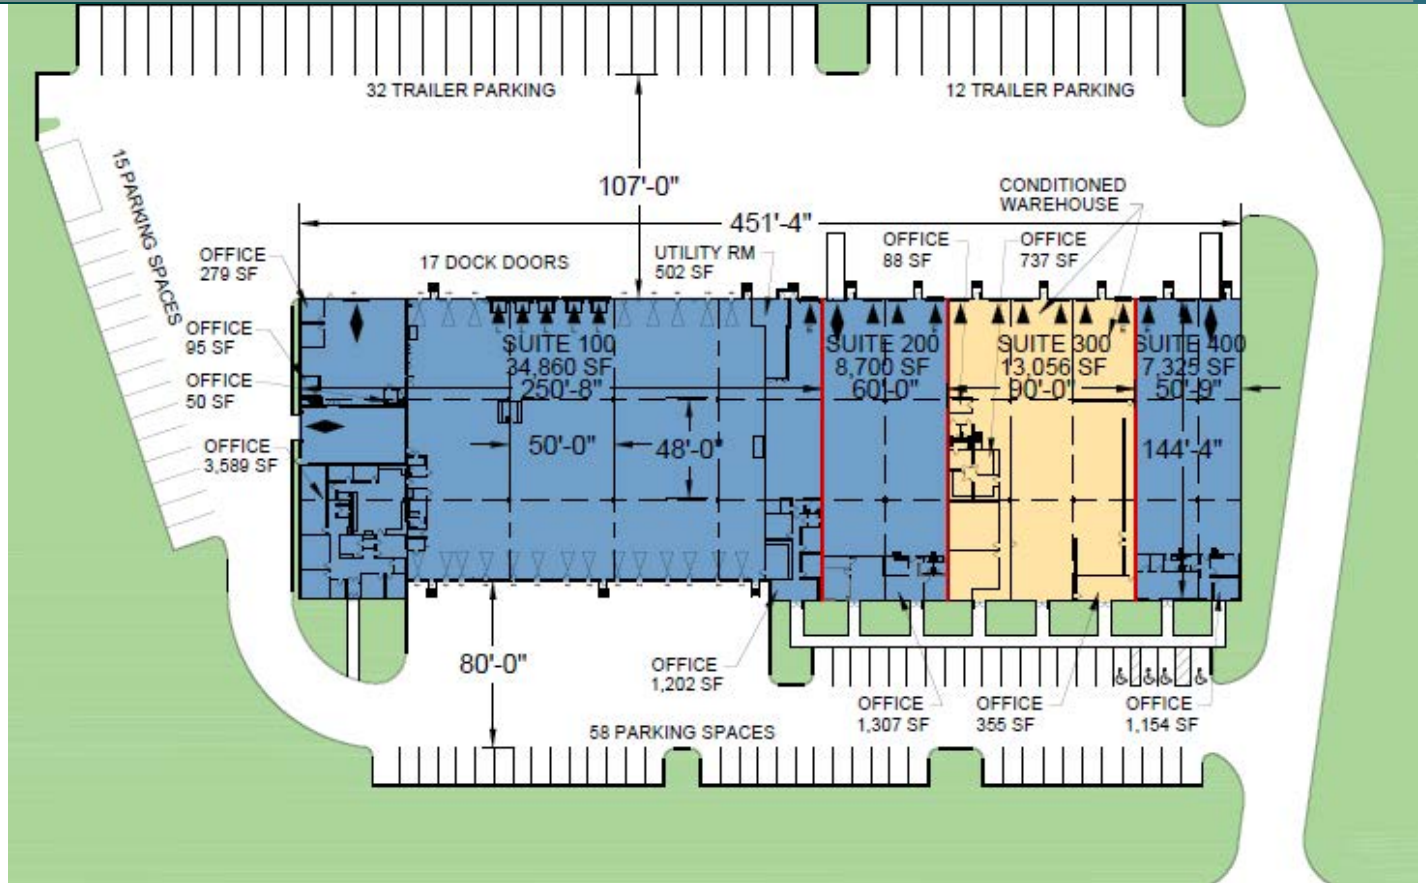 32 TRAILER PARKING
12 TRAILER PARKING
15 PARKING SPACES
107'-0"
CONDITIONED
WAREHOUSE
451'-4"
OFFICE
279 SF
17 DOCK DOORS
UTILITY RM
502 SF
OFFICE
88 SF
OFFICE
737 SF
OFFICE
95 SF
OFFICE
50 SF
OFFICE
3,589 SF
SUITE 100
34,860 SF
250'-8"
SUITE 200
8,700 SF
60'-0"
SUITE 300
13,056 SF
90'-0"
SUITE 400
7,325 SF
50'-9"
50'-0"
48'-0"
144'-4"
80'-0"
OFFICE
1,202 SF
OFFICE
1,307 SF
OFFICE
355 SF
OFFICE
1,154 SF
58 PARKING SPACES